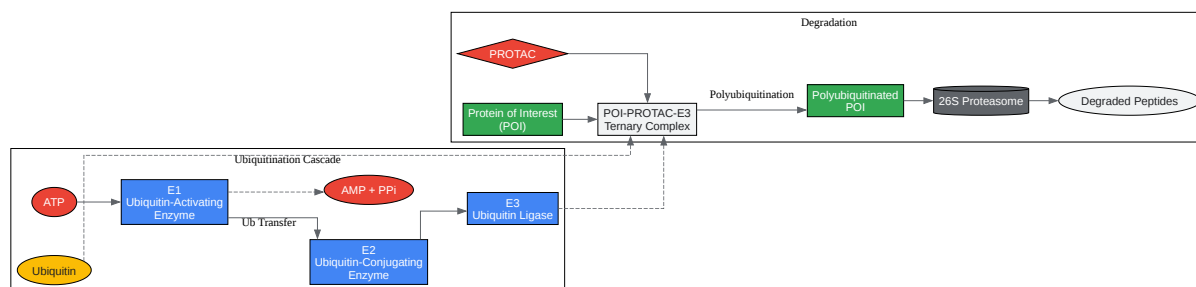 Degradation
PROTAC
Polyubiquitination
Protein of Interest
(POI)
POI-PROTAC-E3
Ternary Complex
Polyubiquitinated
POI
26S Proteasome
Degraded Peptides
Ubiquitination Cascade
ATP
E1
Ubiquitin-Activating
Enzyme
AMP + PPi
E3
Ubiquitin Ligase
Ub Transfer
E2
Ubiquitin-Conjugating
Enzyme
Ubiquitin